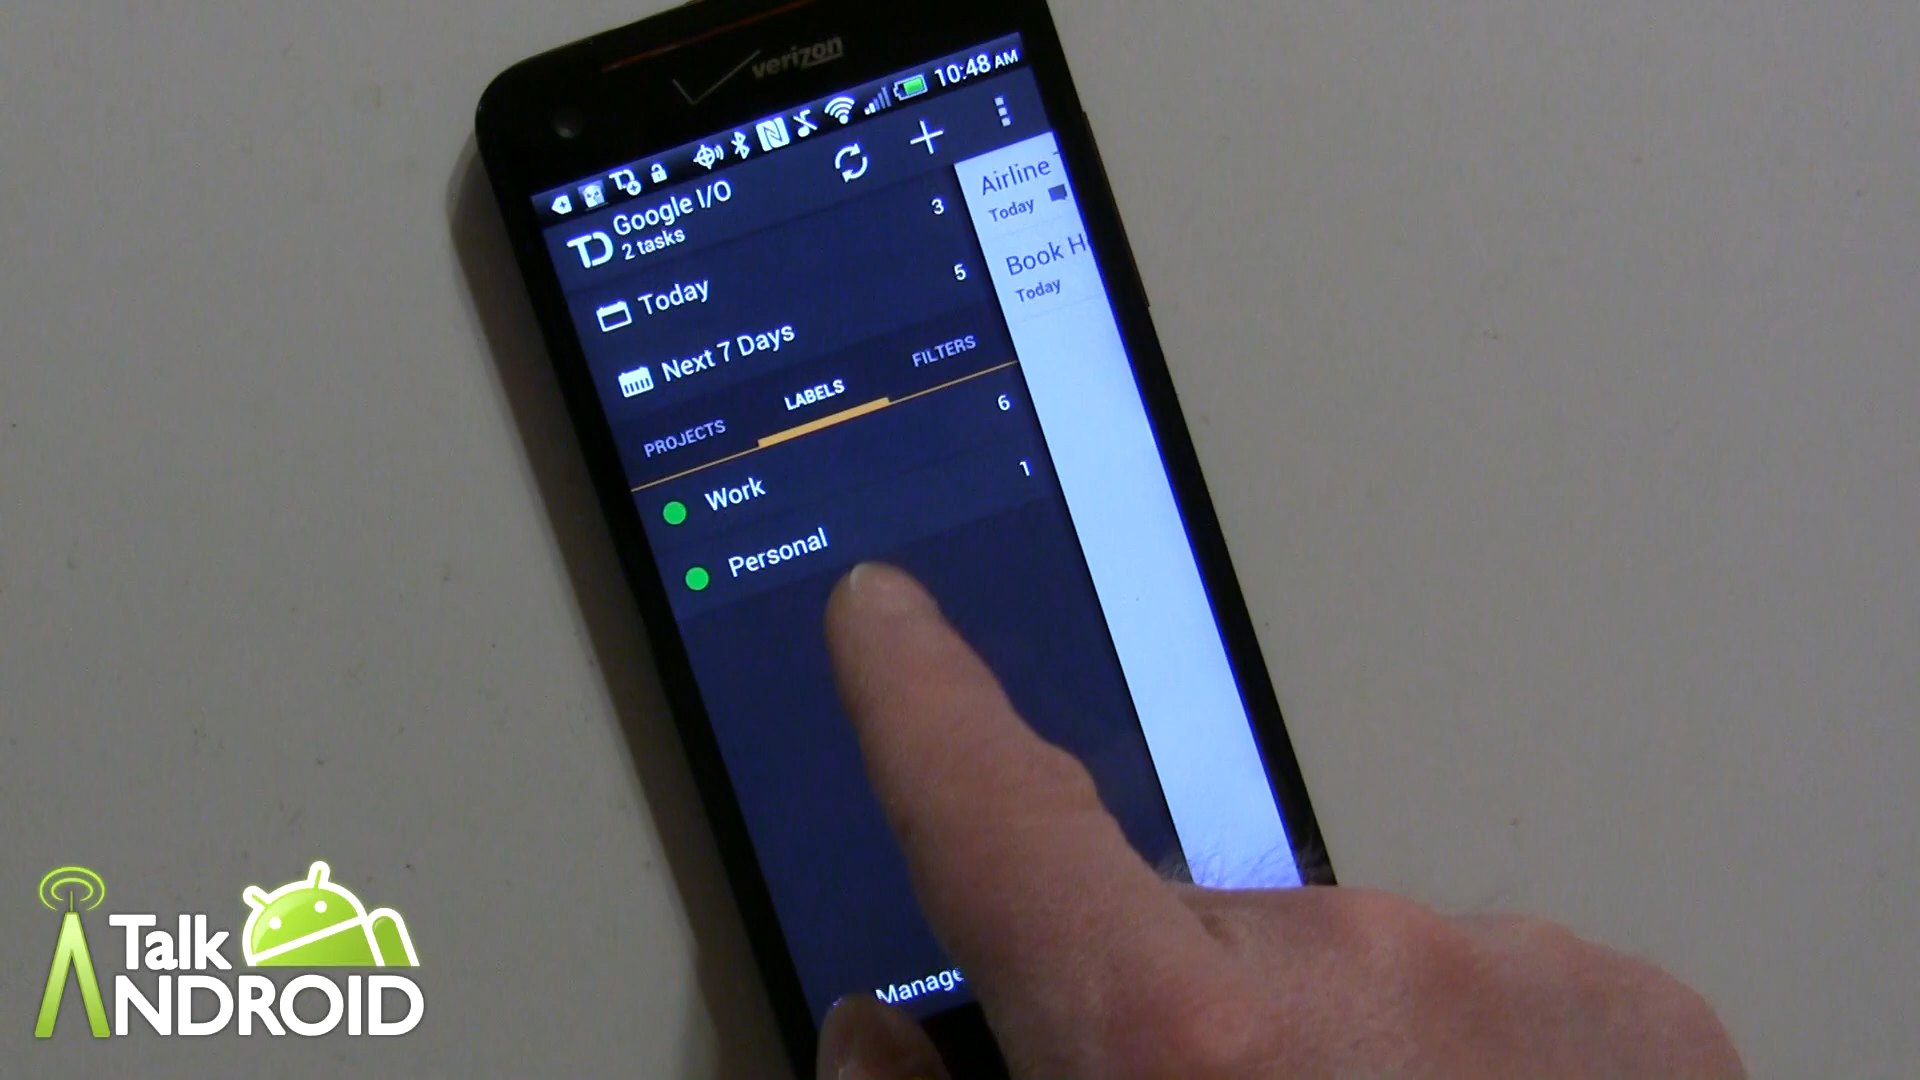 verizon
10:48 AM
Google I/O
2 tasks
Today 3
Next 7 Days 5
PROJECTS LABELS FILTERS
Work 6
Personal 1
Manage
Airline
Today
Book H
Today
Talk
ANDROID